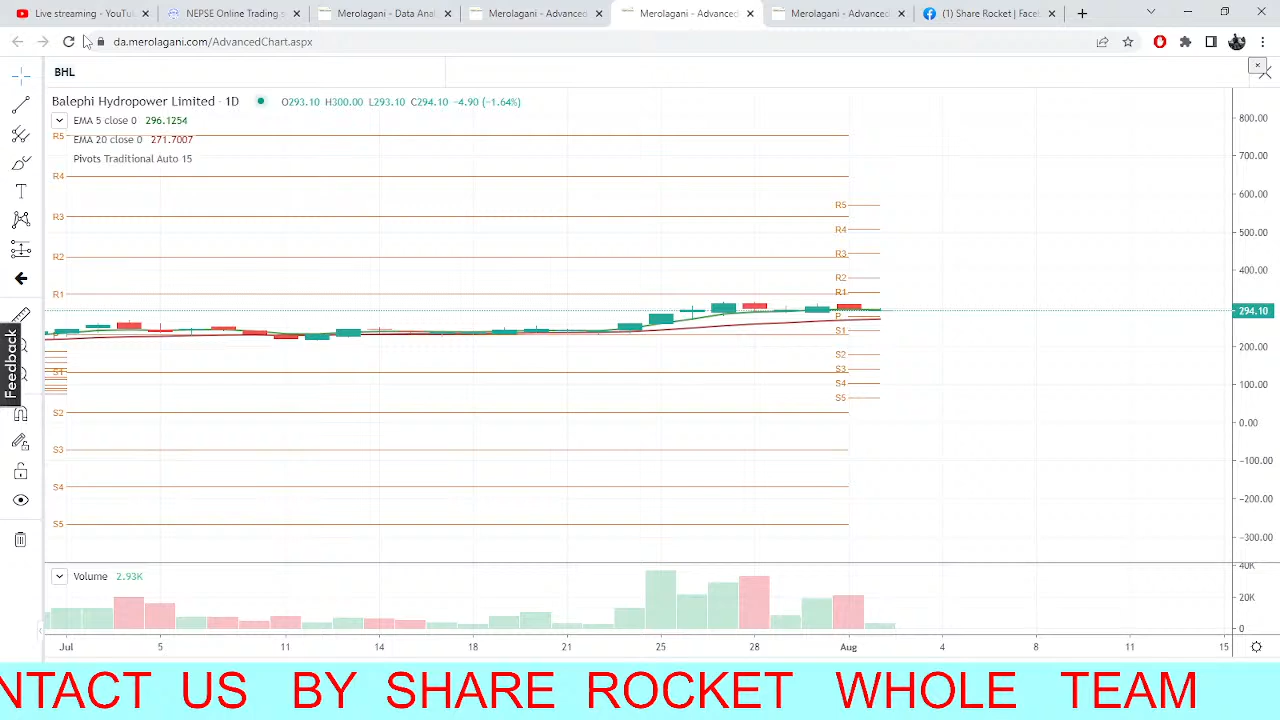 Live streaming - YouTu
NEPSE Online Trading s
Merolagani - Data Anal
Merolagani - Advanced
Merolagani - Advanced
Merolagani - Advanced
(1) Share Rocket | Face
da.merolagani.com/AdvancedChart.aspx
BHL
Balephi Hydropower Limited · 1D O293.10 H300.00 L293.10 C294.10 −4.90 (−1.64%)
EMA 5 close 0 296.1254
EMA 20 close 0 271.7007
Pivots Traditional Auto 15
R5
R4
R3
R2
R1
S1
S2
S3
S4
S5
R5
R4
R3
R2
R1
P
S1
S2
S3
S4
S5
800.00
700.00
600.00
500.00
400.00
294.10
200.00
100.00
0.00
−100.00
−200.00
−300.00
Feedback
Volume 2.93K
40K
20K
0
Jul 5 11 14 18 21 25 28 Aug 4 8 11 15
NTACT US BY SHARE ROCKET WHOLE TEAM